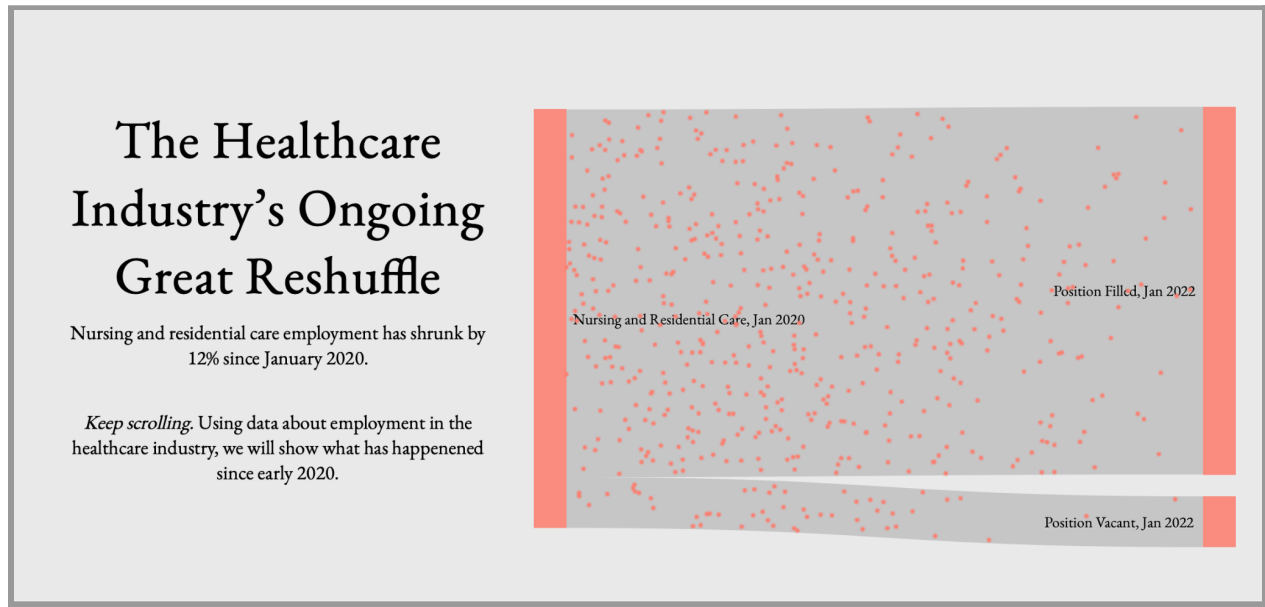 The Healthcare
Industry’s Ongoing
Great Reshuffle
Nursing and residential care employment has shrunk by
12% since January 2020.
Keep scrolling. Using data about employment in the
healthcare industry, we will show what has happenened
since early 2020.
Nursing and Residential Care, Jan 2020
Position Filled, Jan 2022
Position Vacant, Jan 2022